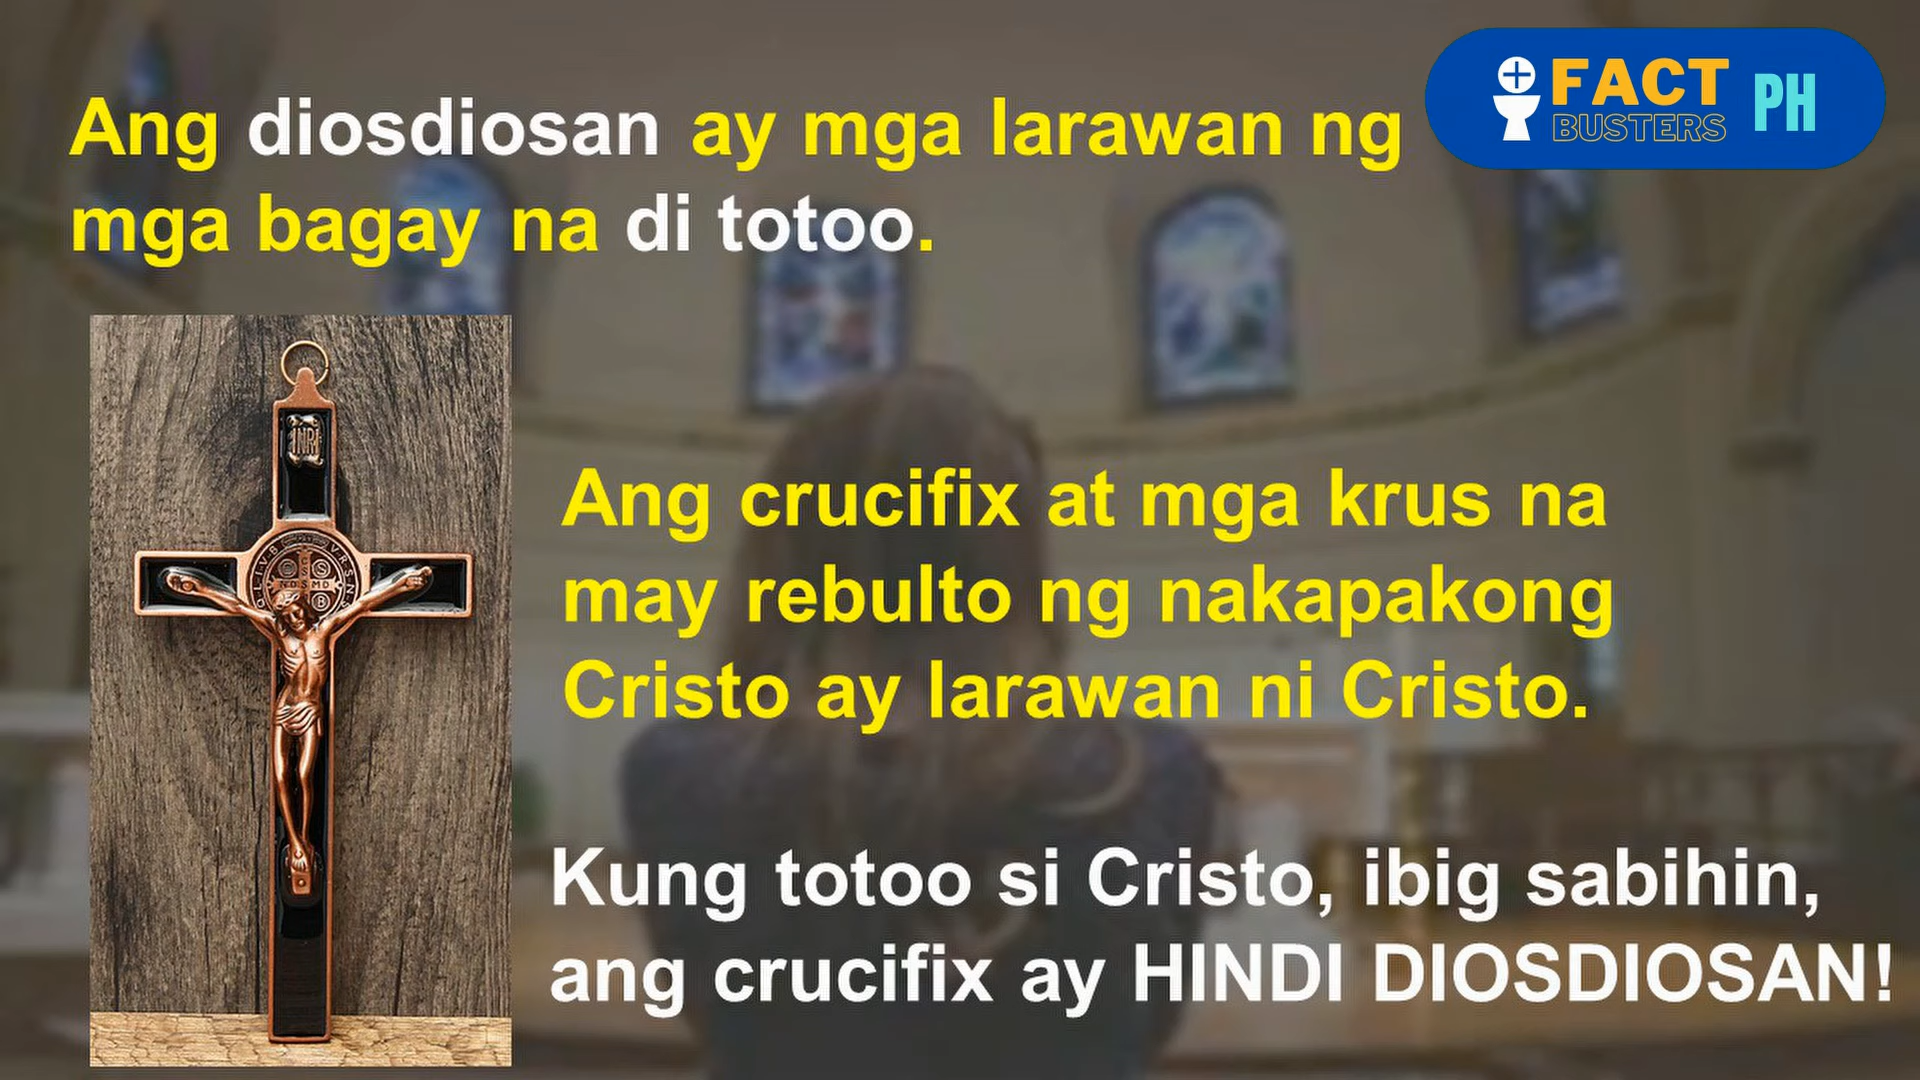 FACT
BUSTERS
PH
Ang diosdiosan ay mga larawan ng
mga bagay na di totoo.
INRI
Ang crucifix at mga krus na
may rebulto ng nakapakong
Cristo ay larawan ni Cristo.
Kung totoo si Cristo, ibig sabihin,
ang crucifix ay HINDI DIOSDIOSAN!